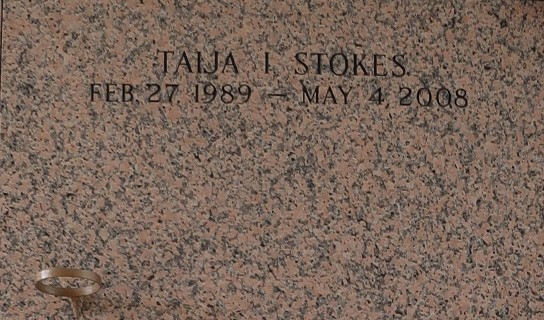 TAIJA I. STOKES
FEB. 27, 1989 — MAY 4, 2008